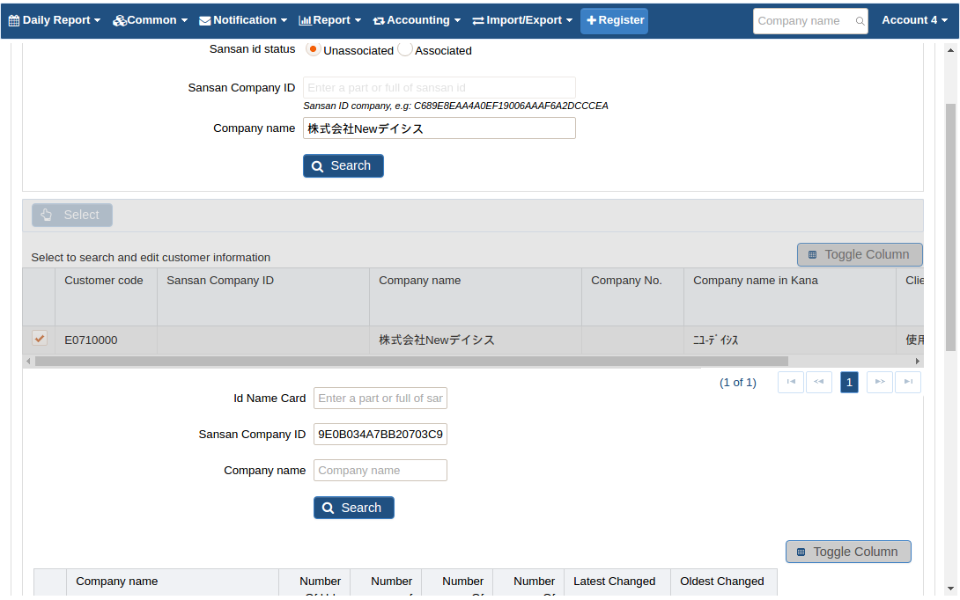 Daily Report Common Notification Report Accounting Import/Export Register Company name Account 4
Sansan id status Unassociated Associated
Sansan Company ID Enter a part or full of sansan id
Sansan ID company, e.g: C689E8EAA4A0EF19006AAAF6A2DCCCEA
Company name 株式会社Newデイシス
Search
Select
Select to search and edit customer information Toggle Column
Customer code Sansan Company ID Company name Company No. Company name in Kana Clie
E0710000 株式会社Newデイシス ﾆﾕｰﾃﾞｲｼｽ 使用
(1 of 1) 1
Id Name Card Enter a part or full of sar
Sansan Company ID 9E0B034A7BB20703C9
Company name Company name
Search
Toggle Column
Company name Number Number Number Number Latest Changed Oldest Changed